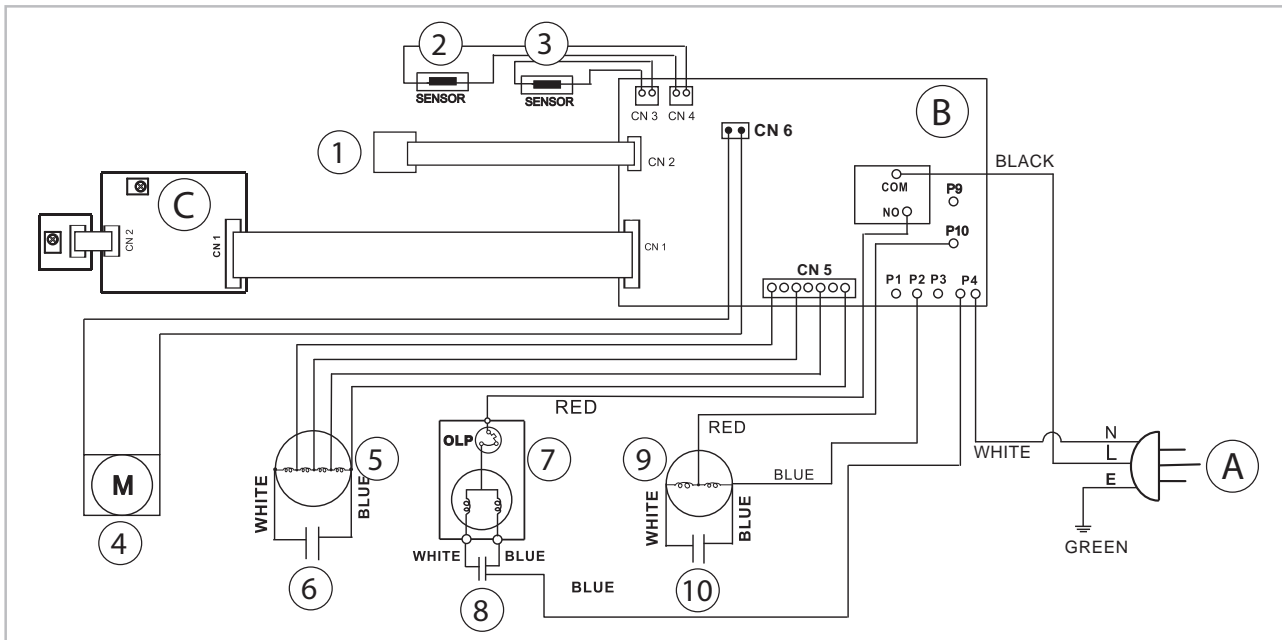 2 3
SENSOR SENSOR
CN 3 CN 4
B
CN 6
1
CN 2
BLACK
COM
P9
NO
C
P10
CN 2
CN 1
CN 1
CN 5
P1 P2 P3 P4
RED
RED
N
WHITE
L
OLP
5
7
9
A
BLUE
E
M
WHITE
BLUE
WHITE
BLUE
4
GREEN
WHITE BLUE
6
BLUE
10
8